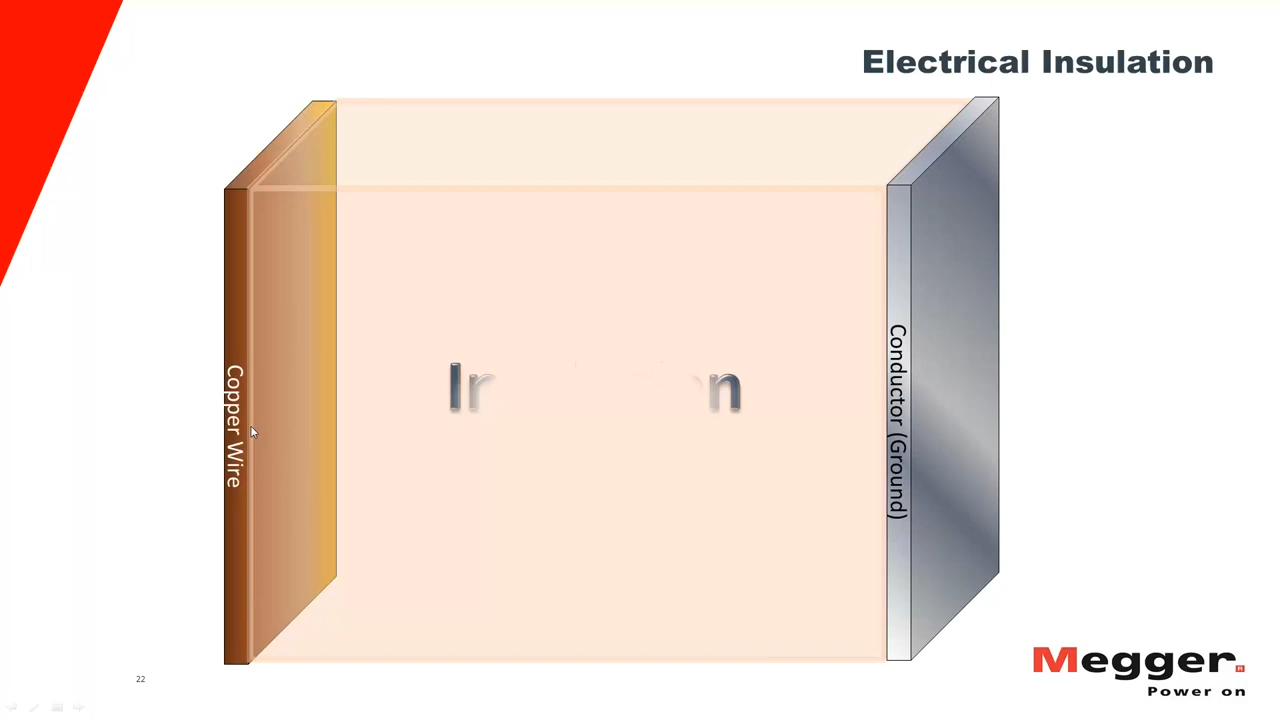 Electrical Insulation
Copper Wire
Conductor (Ground)
22
Megger.
Power on